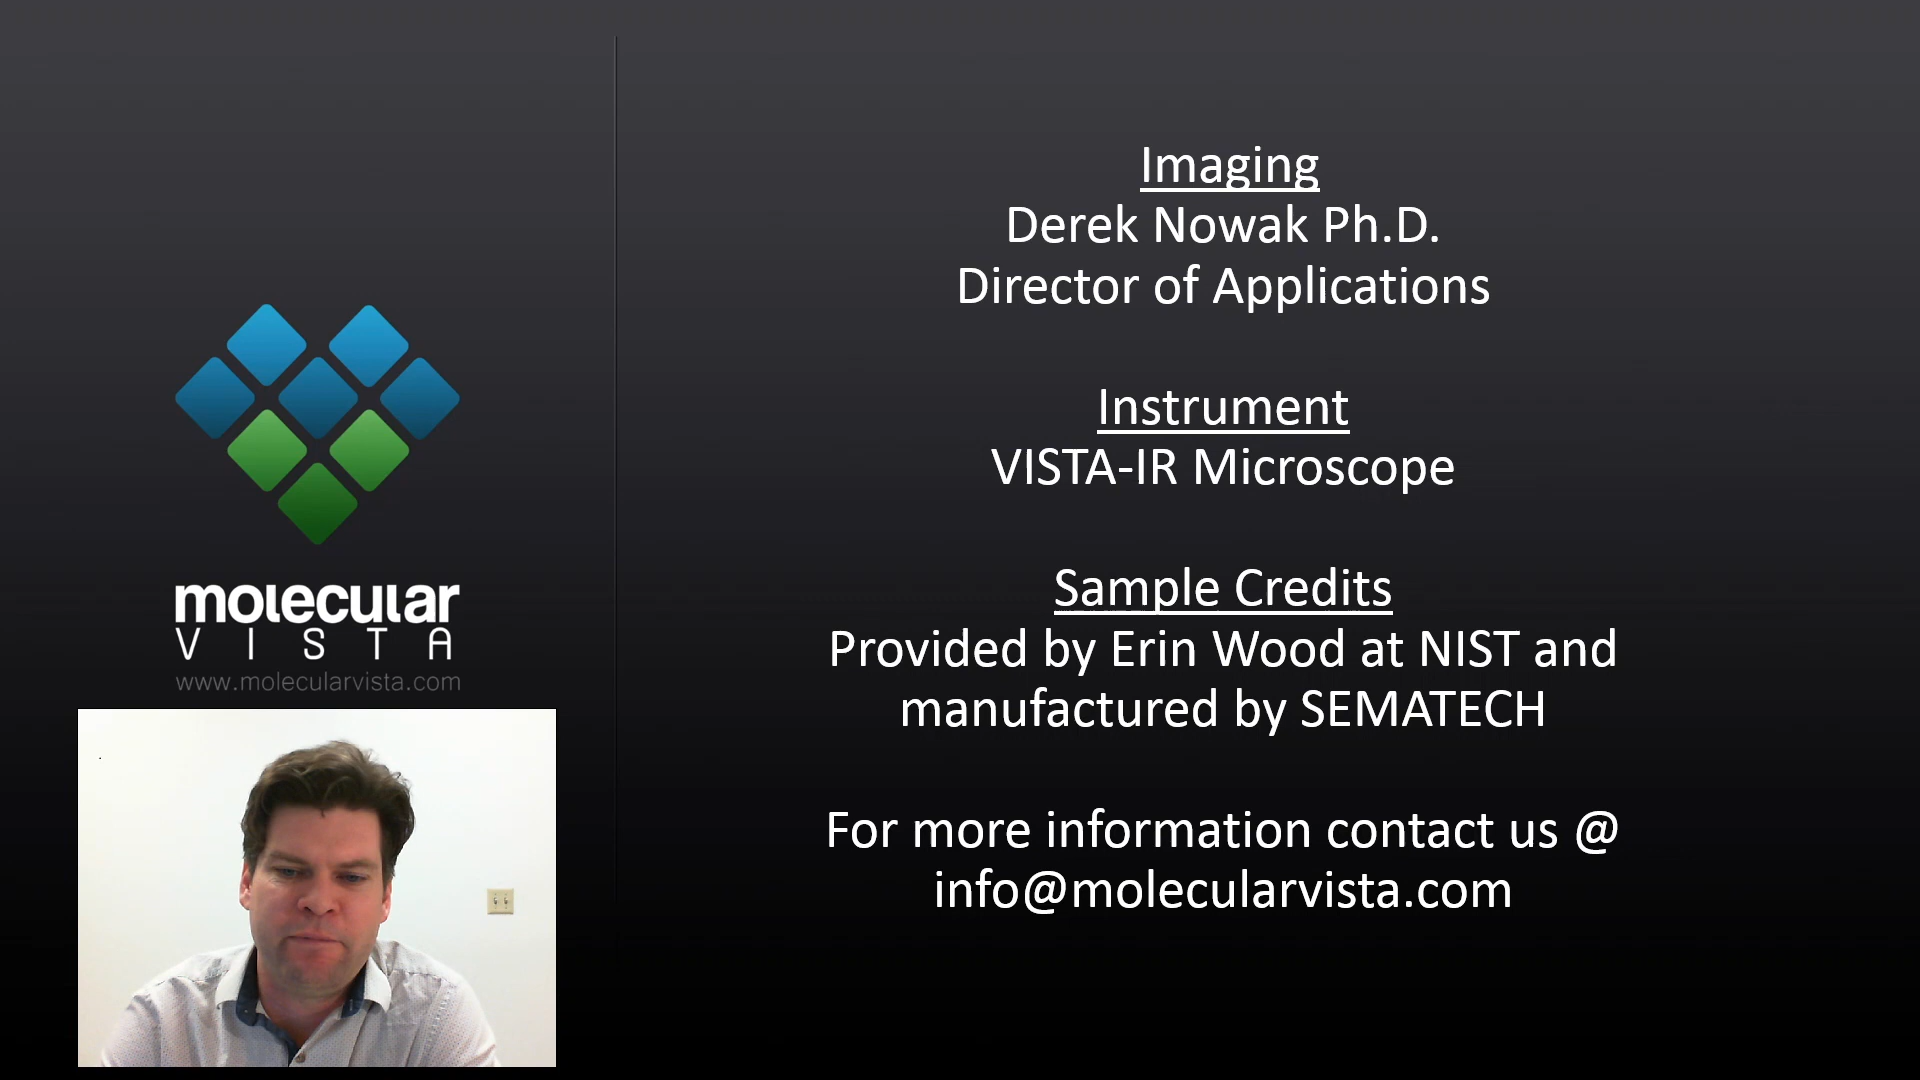 molecular
VISTA
www.molecularvista.com
Imaging
Derek Nowak Ph.D.
Director of Applications
Instrument
VISTA-IR Microscope
Sample Credits
Provided by Erin Wood at NIST and
manufactured by SEMATECH
For more information contact us @
info@molecularvista.com